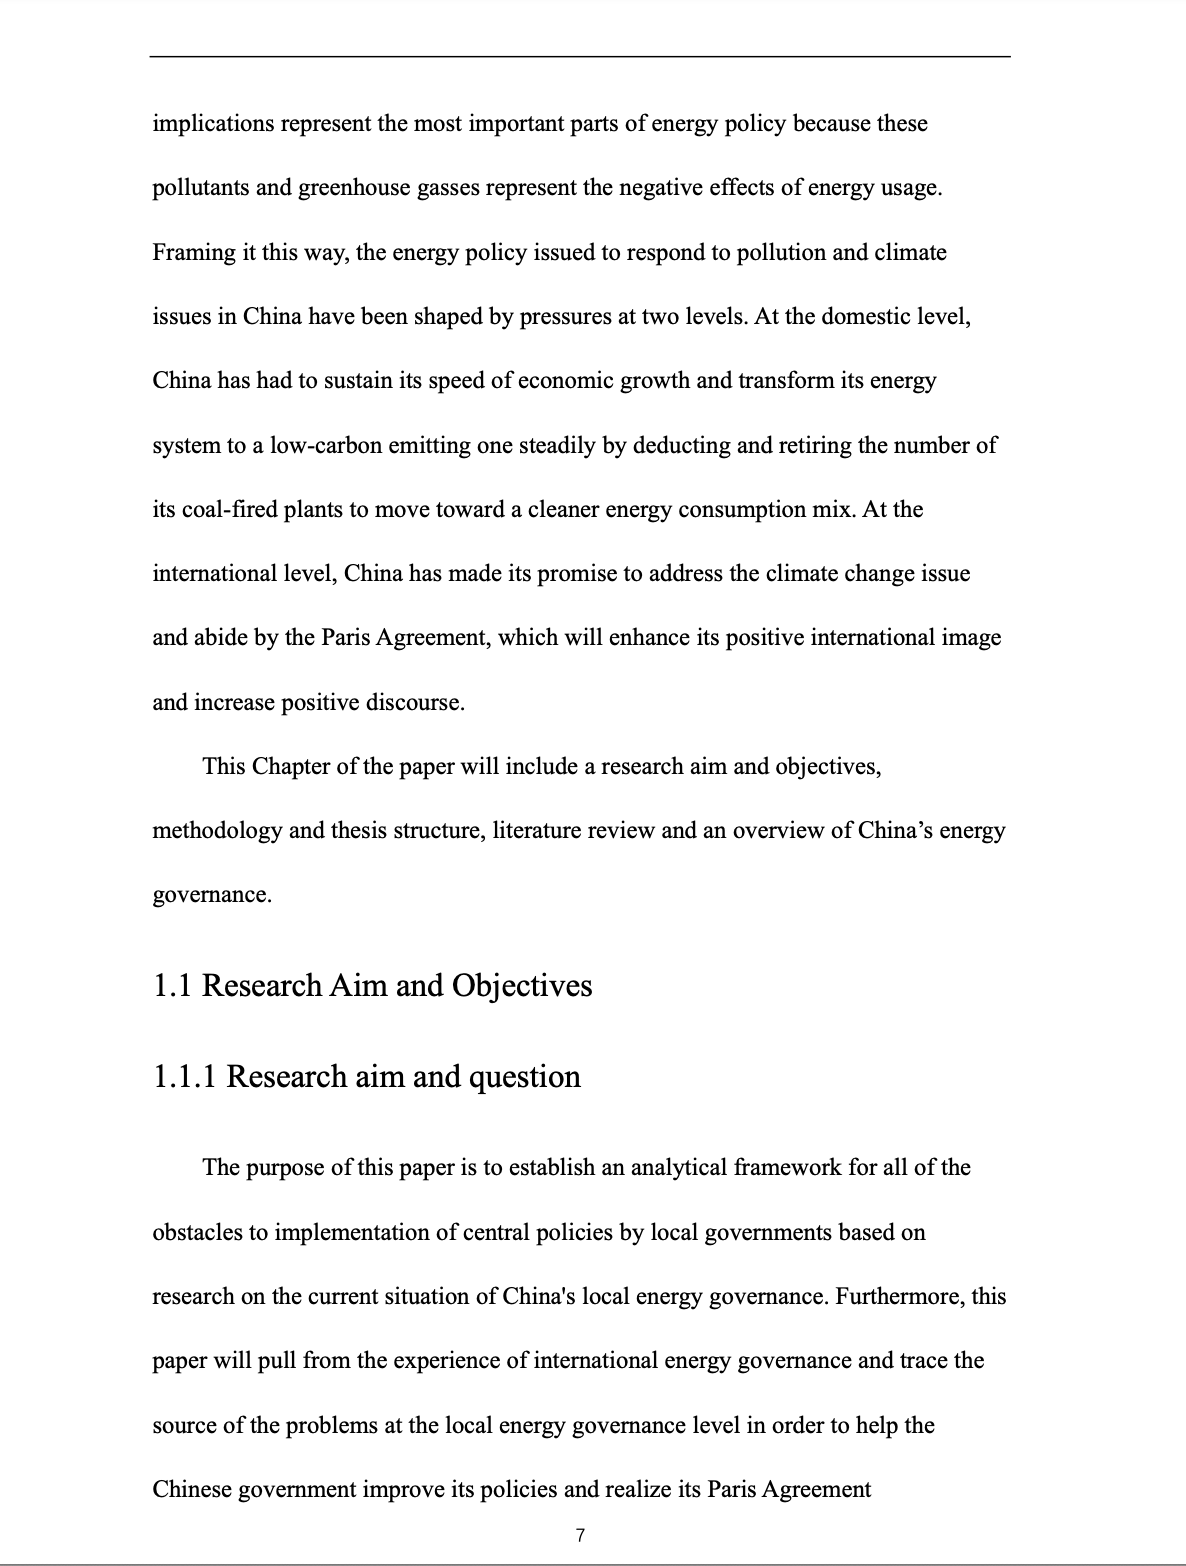 implications represent the most important parts of energy policy because these
pollutants and greenhouse gasses represent the negative effects of energy usage.
Framing it this way, the energy policy issued to respond to pollution and climate
issues in China have been shaped by pressures at two levels. At the domestic level,
China has had to sustain its speed of economic growth and transform its energy
system to a low-carbon emitting one steadily by deducting and retiring the number of
its coal-fired plants to move toward a cleaner energy consumption mix. At the
international level, China has made its promise to address the climate change issue
and abide by the Paris Agreement, which will enhance its positive international image
and increase positive discourse.
This Chapter of the paper will include a research aim and objectives,
methodology and thesis structure, literature review and an overview of China’s energy
governance.
1.1 Research Aim and Objectives
1.1.1 Research aim and question
The purpose of this paper is to establish an analytical framework for all of the
obstacles to implementation of central policies by local governments based on
research on the current situation of China's local energy governance. Furthermore, this
paper will pull from the experience of international energy governance and trace the
source of the problems at the local energy governance level in order to help the
Chinese government improve its policies and realize its Paris Agreement
7